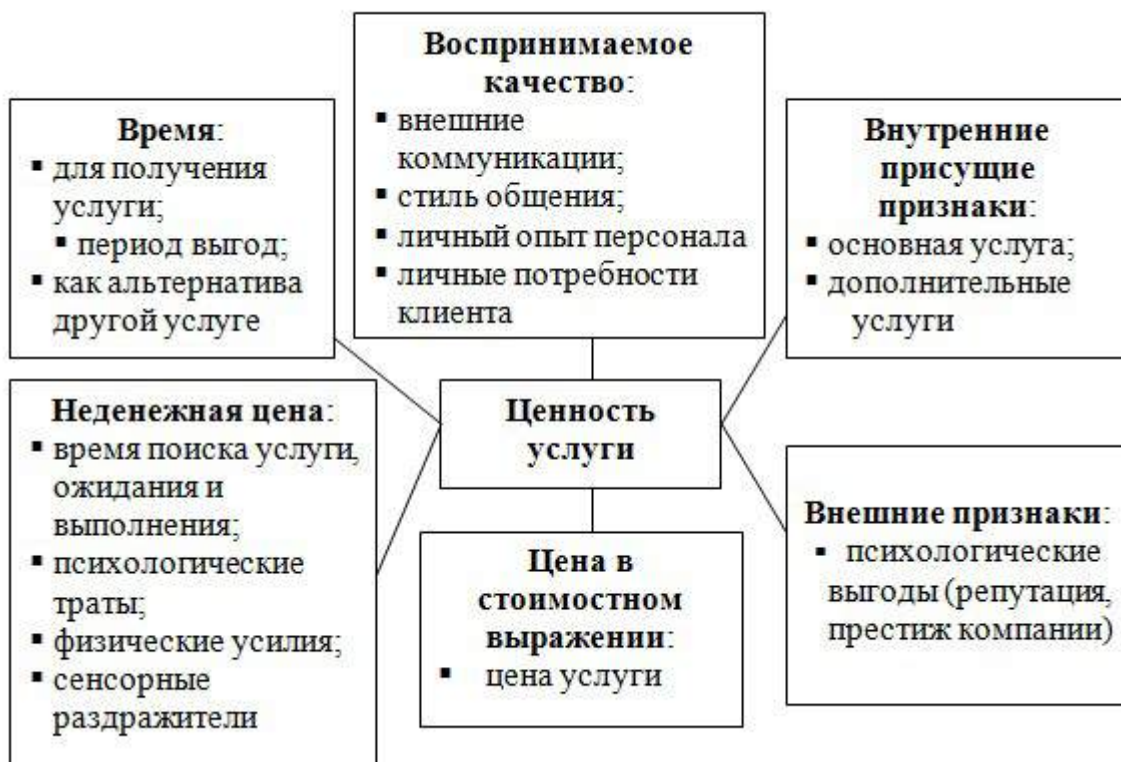 Воспринимаемое
качество:
▪ внешние
коммуникации;
▪ стиль общения;
▪ личный опыт персонала
▪ личные потребности
клиента
Время:
▪ для получения
услуги;
▪ период выгод;
▪ как альтернатива
другой услуге
Внутренние
присущие
признаки:
▪ основная услуга;
▪ дополнительные
услуги
Неденежная цена:
▪ время поиска услуги,
ожидания и
выполнения;
▪ психологические
траты;
▪ физические усилия;
▪ сенсорные
раздражители
Ценность
услуги
Цена в
стоимостном
выражении:
▪ цена услуги
Внешние признаки:
▪ психологические
выгоды (репутация,
престиж компании)